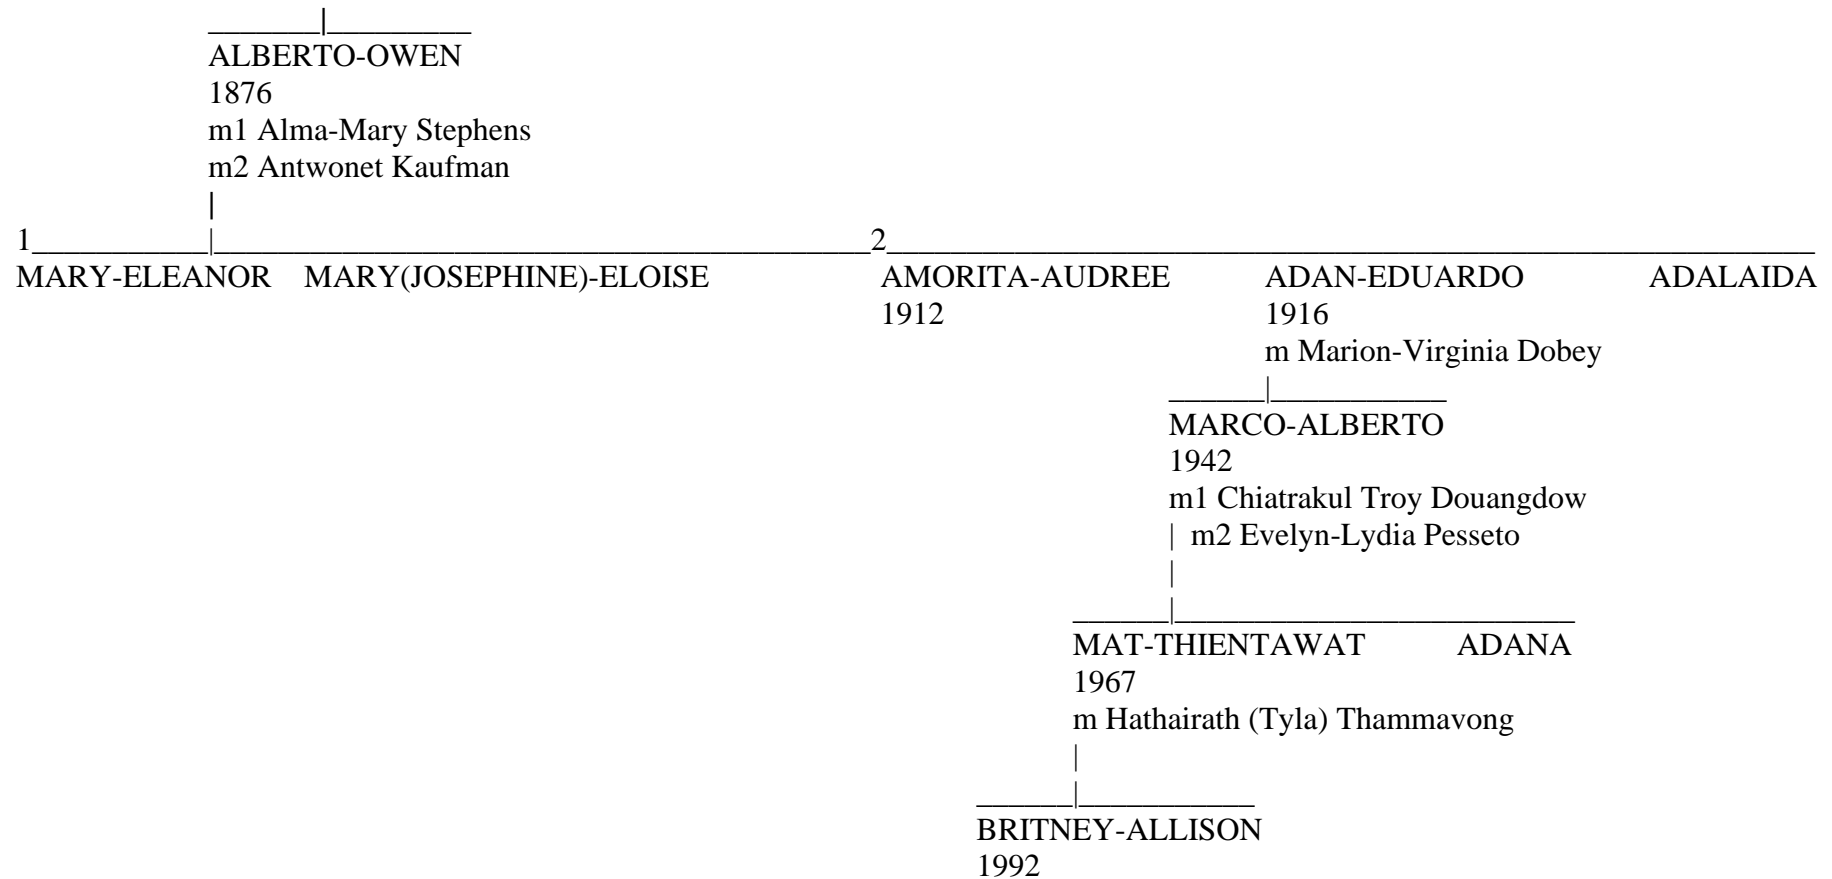 ALBERTO-OWEN
1876
m1 Alma-Mary Stephens
m2 Antwonet Kaufman
1 2
MARY-ELEANOR MARY(JOSEPHINE)-ELOISE AMORITA-AUDREE ADAN-EDUARDO ADALAIDA
1912 1916
m Marion-Virginia Dobey
MARCO-ALBERTO
1942
m1 Chiatrakul Troy Douangdow
m2 Evelyn-Lydia Pesseto
MAT-THIENTAWAT ADANA
1967
m Hathairath (Tyla) Thammavong
BRITNEY-ALLISON
1992